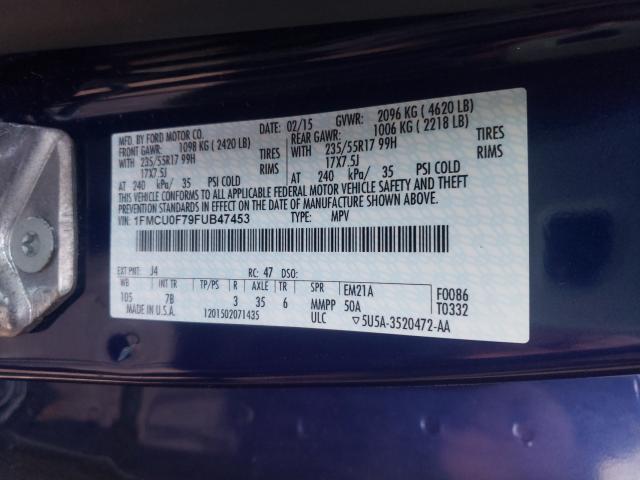 MFD. BY FORD MOTOR CO. DATE: 02/15 GVWR: 2096 KG ( 4620 LB)
FRONT GAWR: 1098 KG ( 2420 LB) REAR GAWR: 1006 KG ( 2218 LB)
WITH 235/55R17 99H TIRES WITH 235/55R17 99H TIRES
17X7.5J RIMS 17X7.5J RIMS
AT 240 kPa/ 35 PSI COLD AT 240 kPa/ 35 PSI COLD
THIS VEHICLE CONFORMS TO ALL APPLICABLE FEDERAL MOTOR VEHICLE SAFETY AND THEFT
PREVENTION STANDARDS IN EFFECT ON THE DATE OF MANUFACTURE SHOWN ABOVE.
VIN: 1FMCU0F79FUB47453 TYPE: MPV
EXT PNT: J4 RC: 47 DSO:
WB INT TR TP/PS R AXLE TR SPR EM21A F0086
105 7B 3 35 6 MMPP 50A T0332
MADE IN U.S.A. 1201502071435 ULC ▽5U5A-3520472-AA